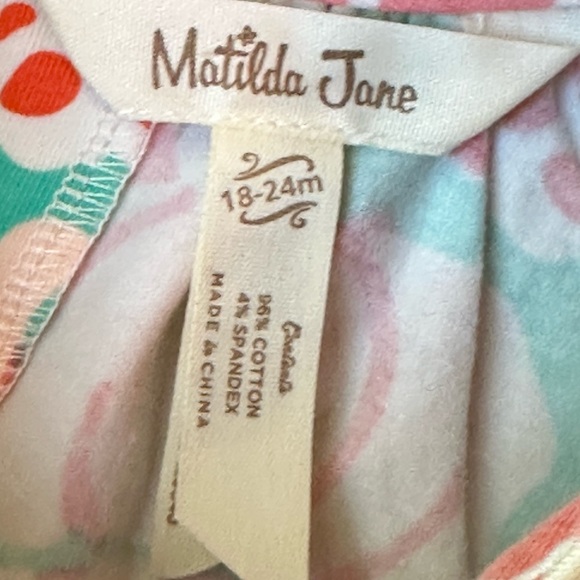 Matilda Jane
18-24m
Contents
96% COTTON
4% SPANDEX
MADE in CHINA